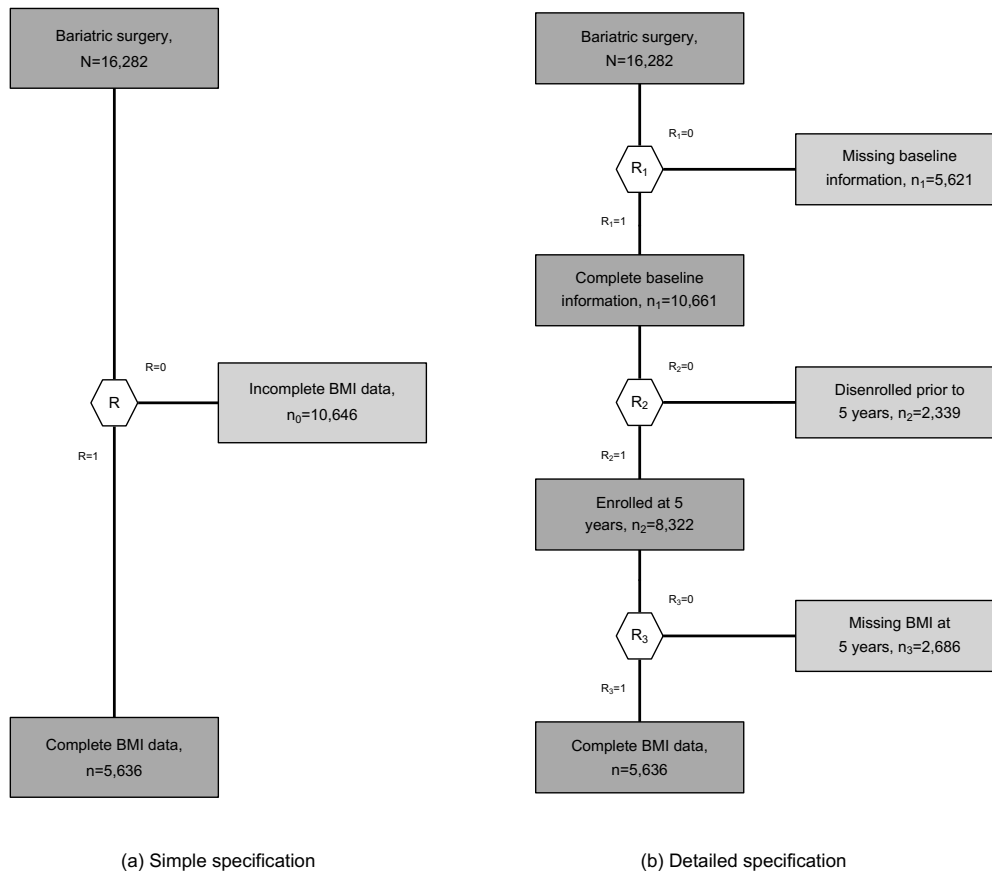 Bariatric surgery,
N=16,282
R=0
R
Incomplete BMI data,
n₀=10,646
R=1
Complete BMI data,
n=5,636
(a) Simple specification
Bariatric surgery,
N=16,282
R₁=0
R₁
Missing baseline
information, n₁=5,621
R₁=1
Complete baseline
information, n₁=10,661
R₂=0
R₂
Disenrolled prior to
5 years, n₂=2,339
R₂=1
Enrolled at 5
years, n₂=8,322
R₃=0
R₃
Missing BMI at
5 years, n₃=2,686
R₃=1
Complete BMI data,
n=5,636
(b) Detailed specification